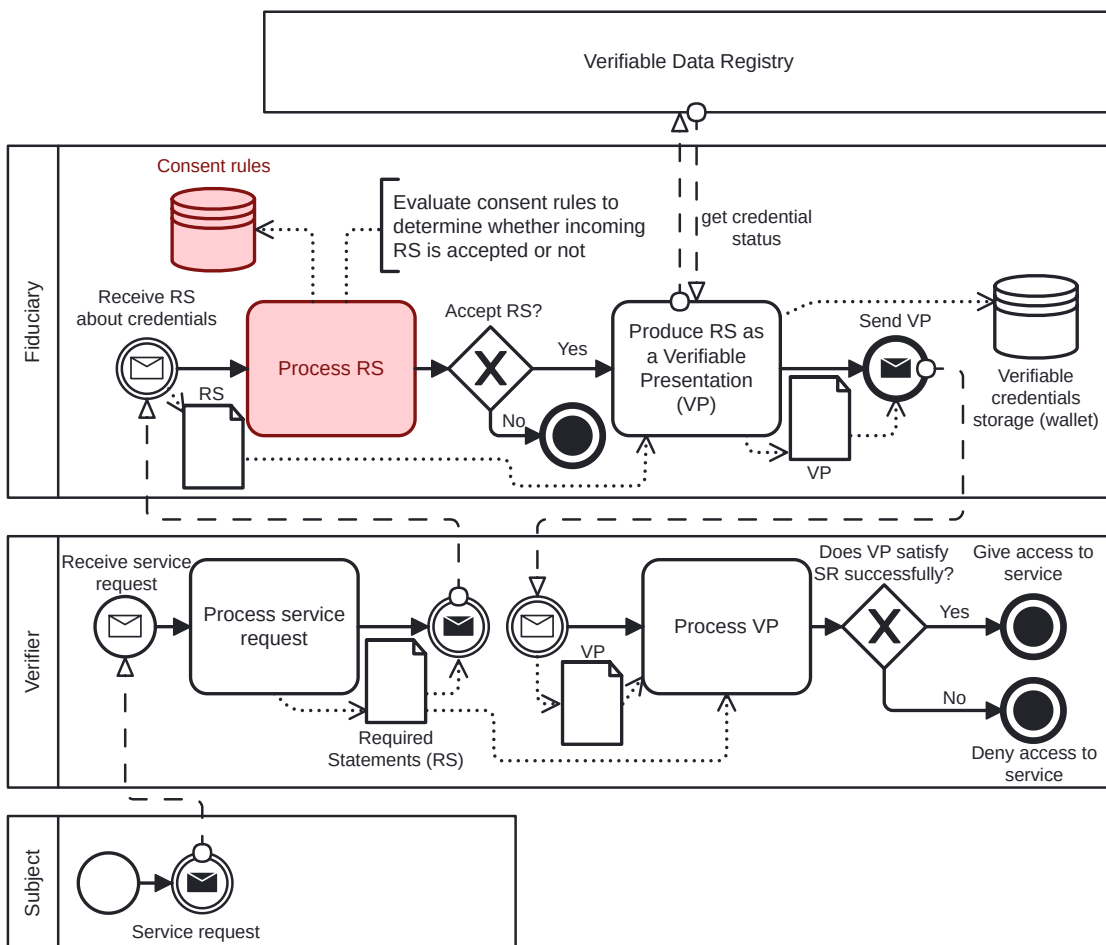 Verifiable Data Registry
Fiduciary
Consent rules
Evaluate consent rules to
determine whether incoming
RS is accepted or not
get credential
status
Receive RS
about credentials
Process RS
Accept RS?
Yes
No
Produce RS as
a Verifiable
Presentation
(VP)
Send VP
Verifiable
credentials
storage (wallet)
RS
VP
Verifier
Receive service
request
Process service
request
Required
Statements (RS)
VP
Process VP
Does VP satisfy
SR successfully?
Yes
No
Give access to
service
Deny access to
service
Subject
Service request